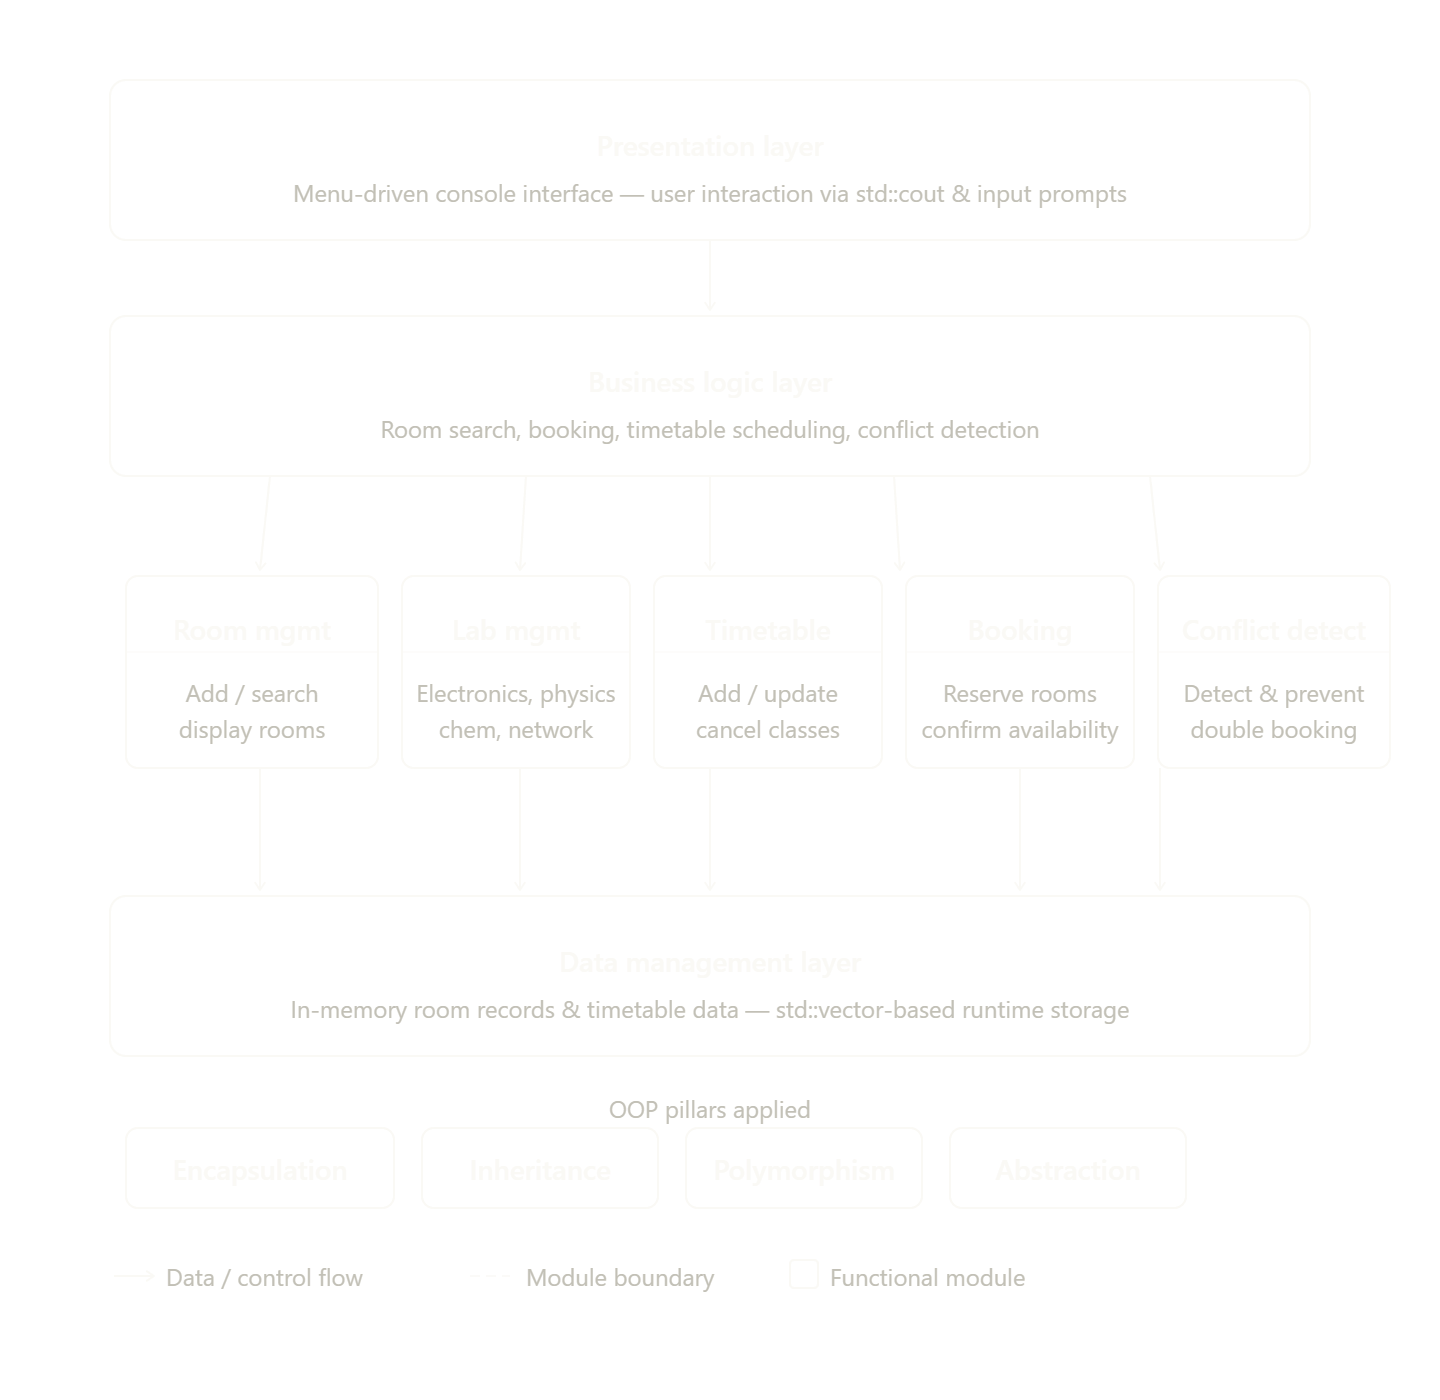 Presentation layer
Menu-driven console interface — user interaction via std::cout & input prompts
Business logic layer
Room search, booking, timetable scheduling, conflict detection
Room mgmt
Add / search
display rooms
Lab mgmt
Electronics, physics
chem, network
Timetable
Add / update
cancel classes
Booking
Reserve rooms
confirm availability
Conflict detect
Detect & prevent
double booking
Data management layer
In-memory room records & timetable data — std::vector-based runtime storage
OOP pillars applied
Encapsulation
Inheritance
Polymorphism
Abstraction
Data / control flow
Module boundary
Functional module